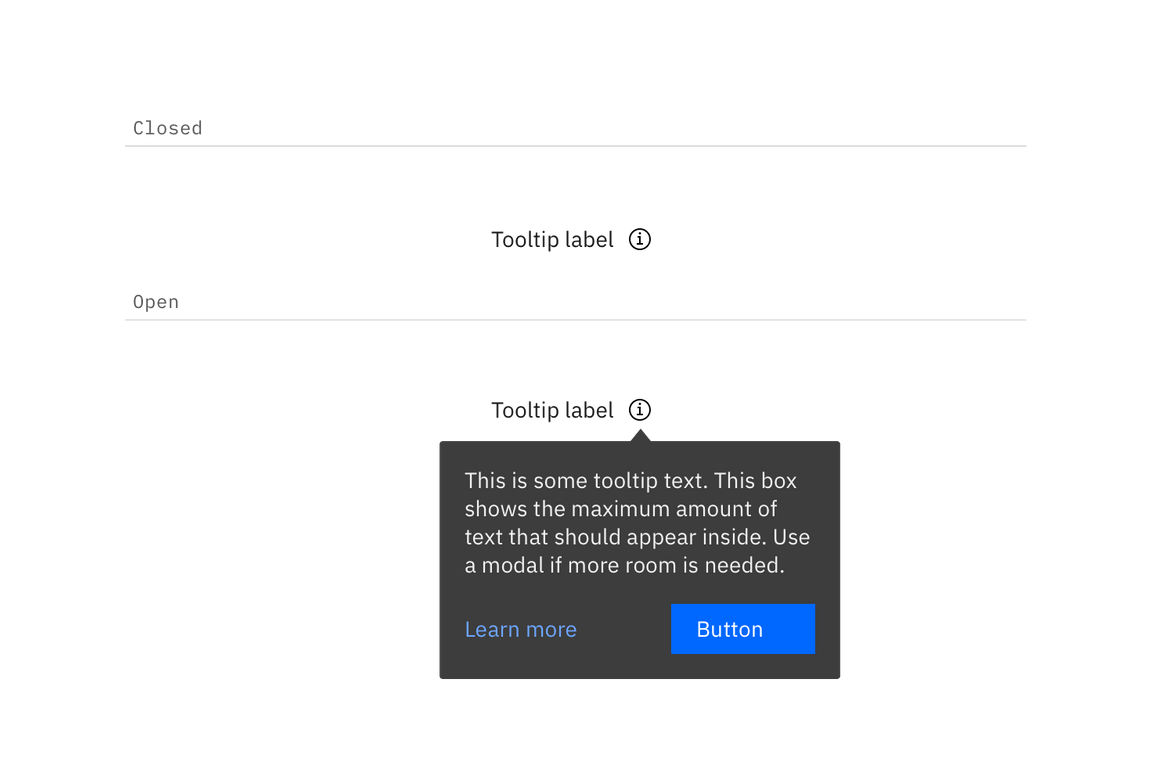 Closed
Tooltip label
Open
Tooltip label
This is some tooltip text. This box
shows the maximum amount of
text that should appear inside. Use
a modal if more room is needed.
Learn more
Button